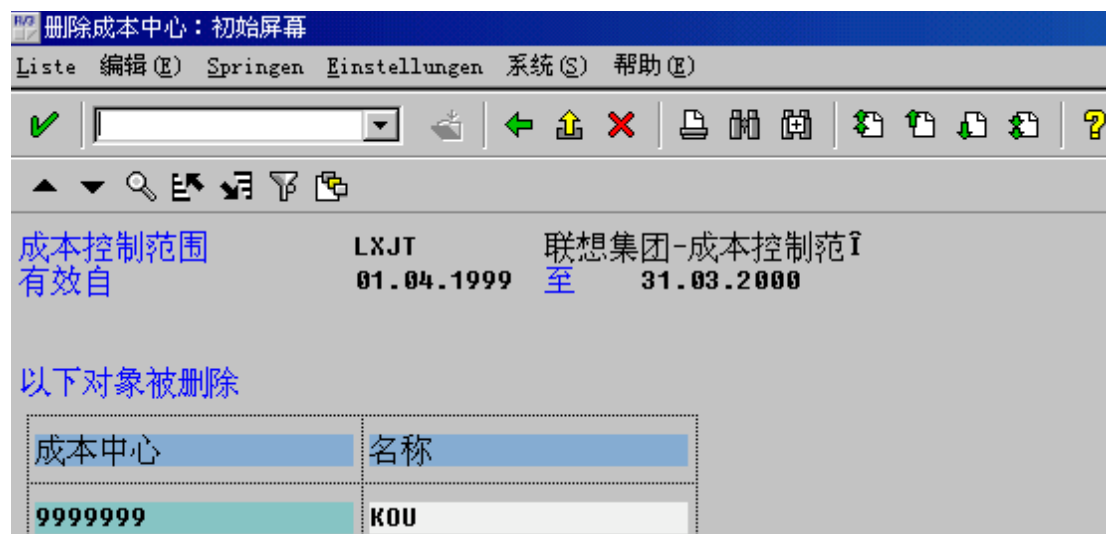 删除成本中心：初始屏幕
Liste 编辑(E) Springen Einstellungen 系统(S) 帮助(E)
成本控制范围 LXJT 联想集团-成本控制范Î
有效自 01.04.1999 至 31.03.2000
以下对象被删除
成本中心 名称
9999999 KOU